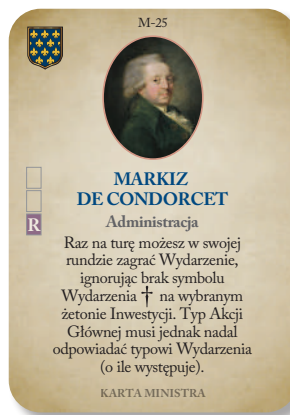 M-25
MARKIZ
DE CONDORCET
Administracja
R
Raz na turę możesz w swojej
rundzie zagrać Wydarzenie,
ignorując brak symbolu
Wydarzenia † na wybranym
żetonie Inwestycji. Typ Akcji
Głównej musi jednak nadal
odpowiadać typowi Wydarzenia
(o ile występuje).
KARTA MINISTRA